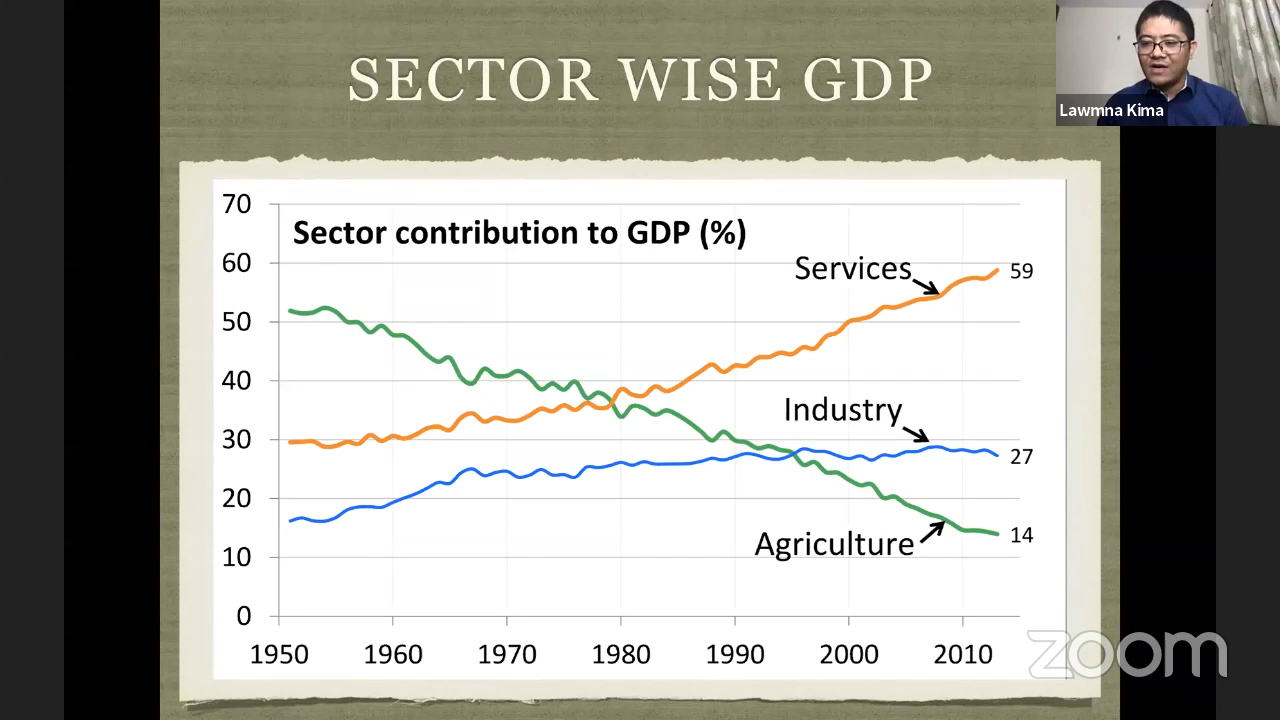 SECTOR WISE GDP
Lawmna Kima
Sector contribution to GDP (%)
70
60
50
40
30
20
10
0
Services
59
Industry
27
Agriculture
14
1950 1960 1970 1980 1990 2000 2010
zoom